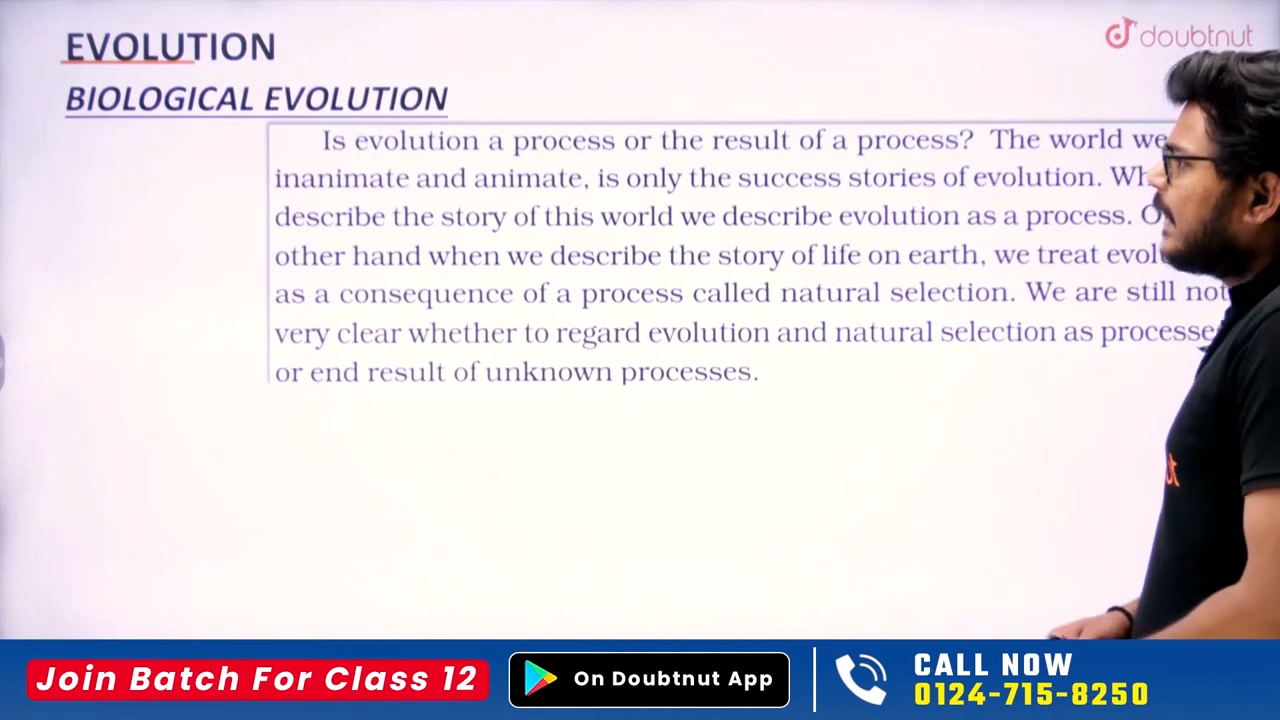 EVOLUTION
doubtnut
BIOLOGICAL EVOLUTION
Is evolution a process or the result of a process? The world we
inanimate and animate, is only the success stories of evolution.
describe the story of this world we describe evolution as a process.
other hand when we describe the story of life on earth, we treat
as a consequence of a process called natural selection. We are still not
very clear whether to regard evolution and natural selection as
or end result of unknown processes.
Join Batch For Class 12
On Doubtnut App
CALL NOW
0124-715-8250